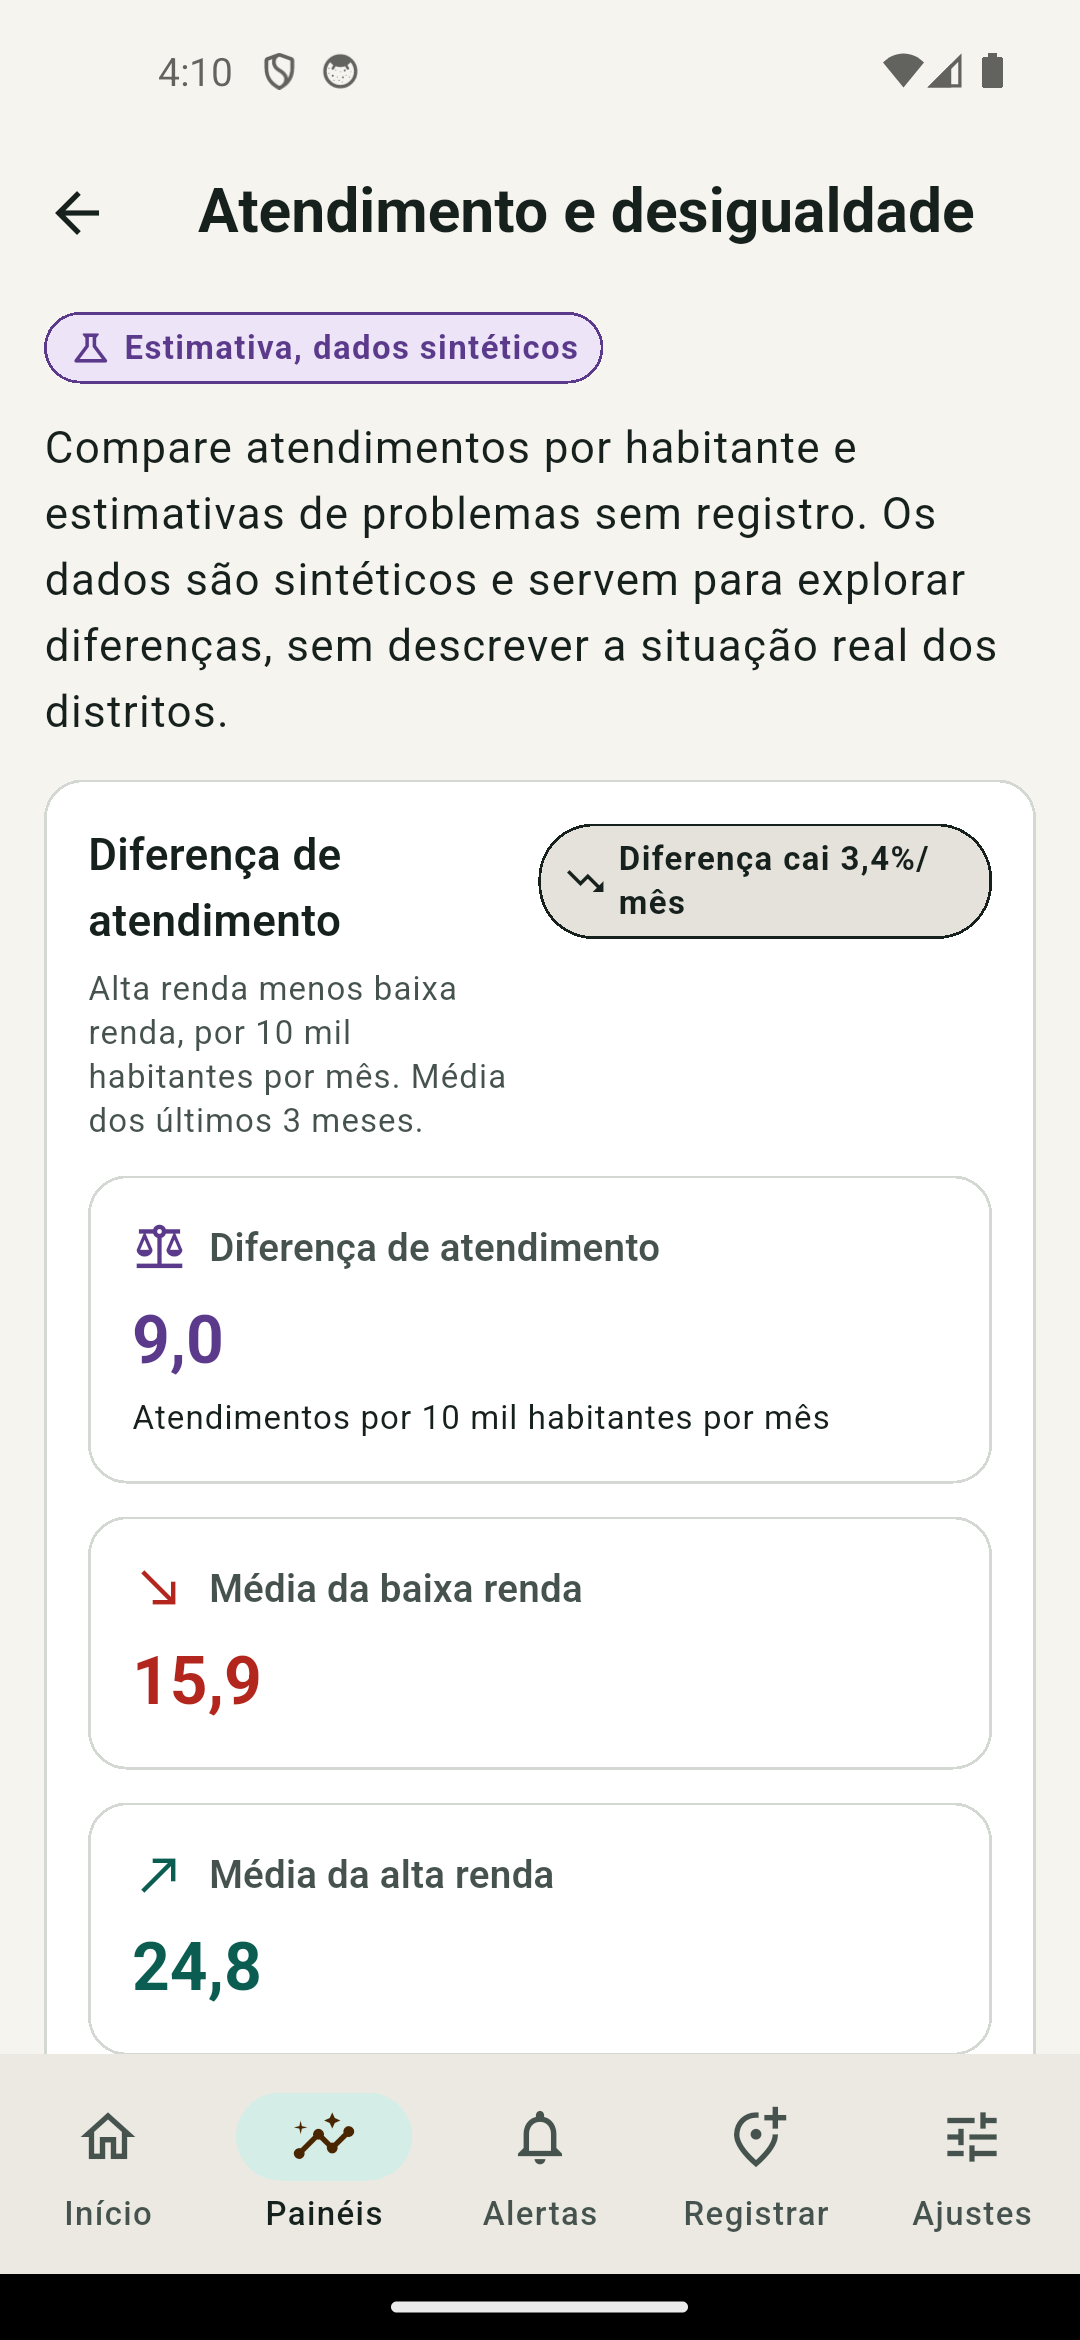 4:10
Atendimento e desigualdade
Estimativa, dados sintéticos
Compare atendimentos por habitante e
estimativas de problemas sem registro. Os
dados são sintéticos e servem para explorar
diferenças, sem descrever a situação real dos
distritos.
Diferença de
atendimento
Diferença cai 3,4%/
mês
Alta renda menos baixa
renda, por 10 mil
habitantes por mês. Média
dos últimos 3 meses.
Diferença de atendimento
9,0
Atendimentos por 10 mil habitantes por mês
Média da baixa renda
15,9
Média da alta renda
24,8
Início
Painéis
Alertas
Registrar
Ajustes